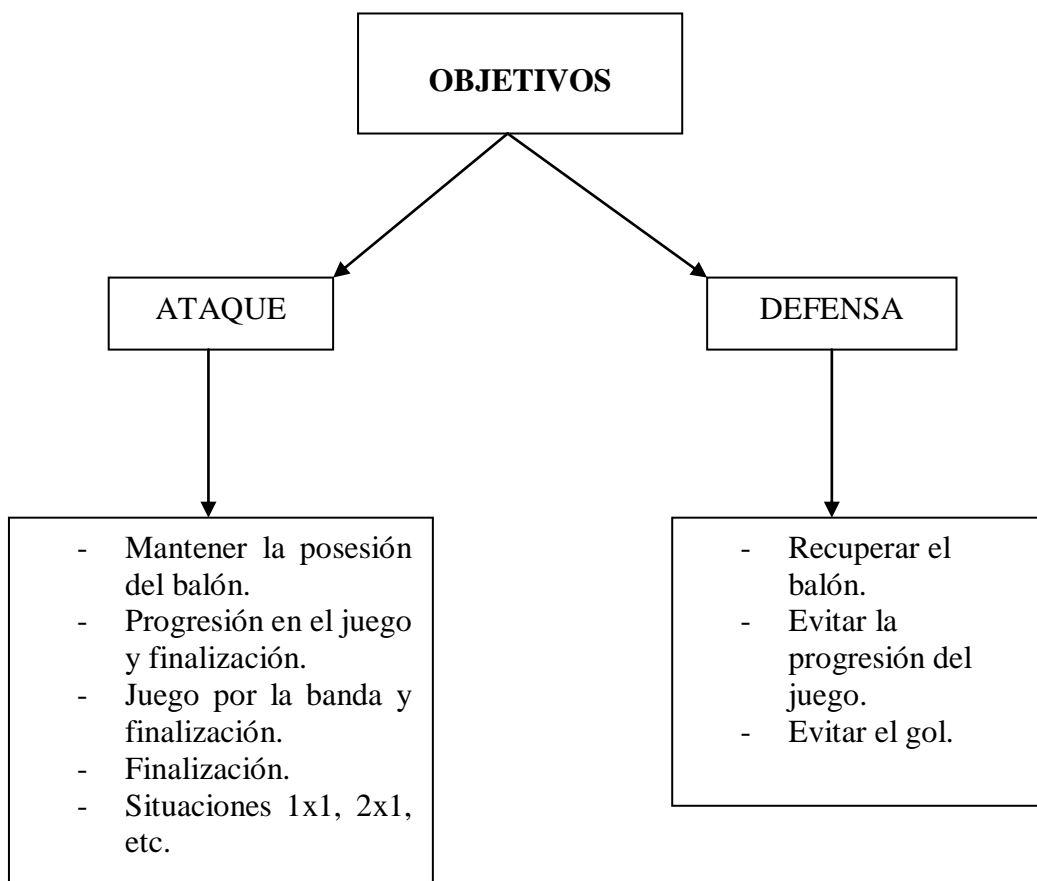 OBJETIVOS
ATAQUE
DEFENSA
- Mantener la posesión
del balón.
- Progresión en el juego
y finalización.
- Juego por la banda y
finalización.
- Finalización.
- Situaciones 1x1, 2x1,
etc.
- Recuperar el
balón.
- Evitar la
progresión del
juego.
- Evitar el gol.